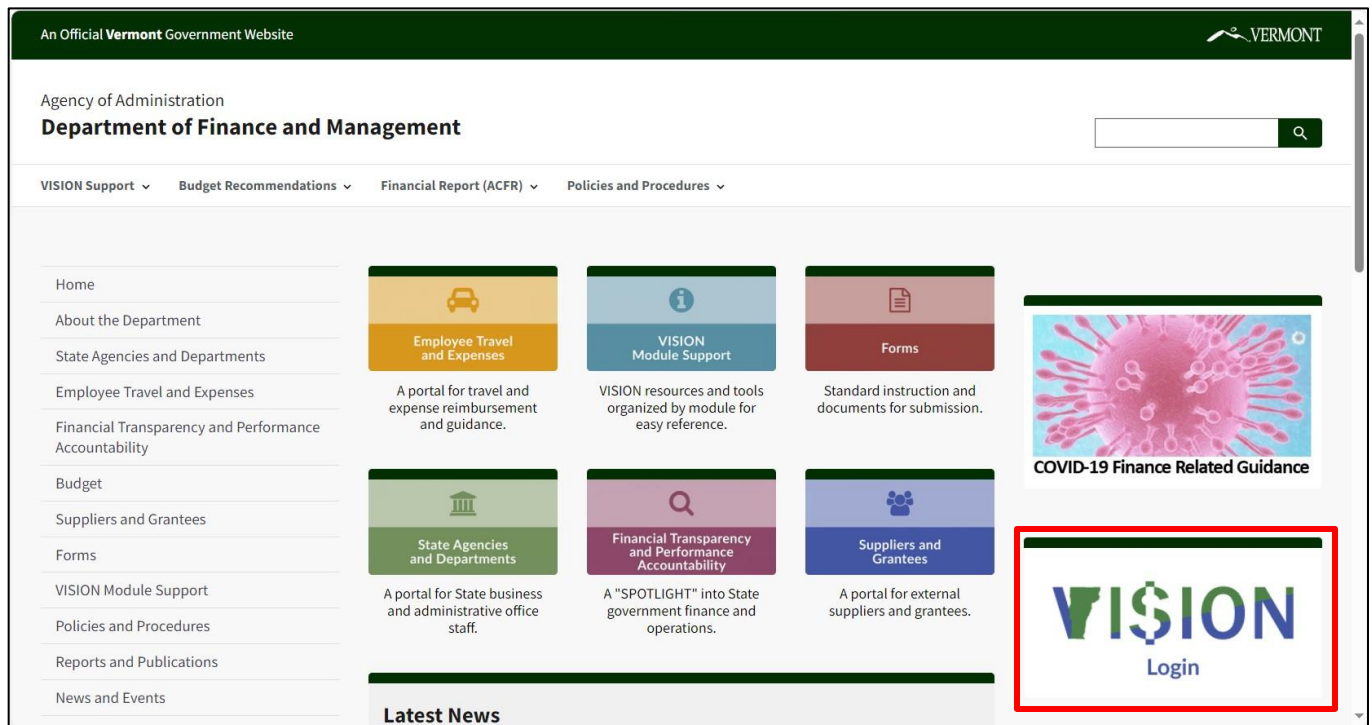 An Official Vermont Government Website
VERMONT
Agency of Administration
Department of Finance and Management
VISION Support
Budget Recommendations
Financial Report (ACFR)
Policies and Procedures
Home
About the Department
State Agencies and Departments
Employee Travel and Expenses
Financial Transparency and Performance
Accountability
Budget
Suppliers and Grantees
Forms
VISION Module Support
Policies and Procedures
Reports and Publications
News and Events
Employee Travel
and Expenses
A portal for travel and
expense reimbursement
and guidance.
VISION
Module Support
VISION resources and tools
organized by module for
easy reference.
Forms
Standard instruction and
documents for submission.
State Agencies
and Departments
A portal for State business
and administrative office
staff.
Financial Transparency
and Performance
Accountability
A "SPOTLIGHT" into State
government finance and
operations.
Suppliers and
Grantees
A portal for external
suppliers and grantees.
Latest News
COVID-19 Finance Related Guidance
VI$ION
Login